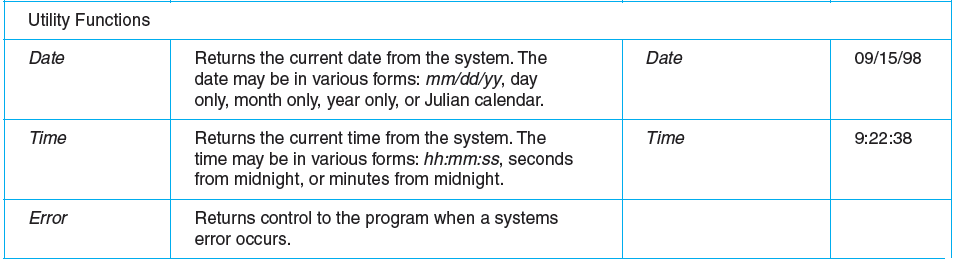 Utility Functions
Date Returns the current date from the system. The Date 09/15/98
date may be in various forms: mm/dd/yy, day
only, month only, year only, or Julian calendar.
Time Returns the current time from the system. The Time 9:22:38
time may be in various forms: hh:mm:ss, seconds
from midnight, or minutes from midnight.
Error Returns control to the program when a systems
error occurs.